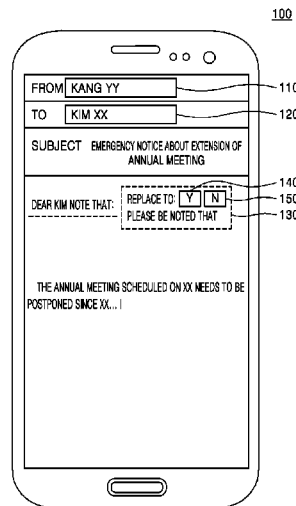 100
FROM KANG YY
110
TO KIM XX
120
SUBJECT EMERGENCY NOTICE ABOUT EXTENSION OF
ANNUAL MEETING
140
DEAR KIM NOTE THAT: REPLACE TO: Y N
150
PLEASE BE NOTED THAT
130
THE ANNUAL MEETING SCHEDULED ON XX NEEDS TO BE
POSTPONED SINCE XX... |